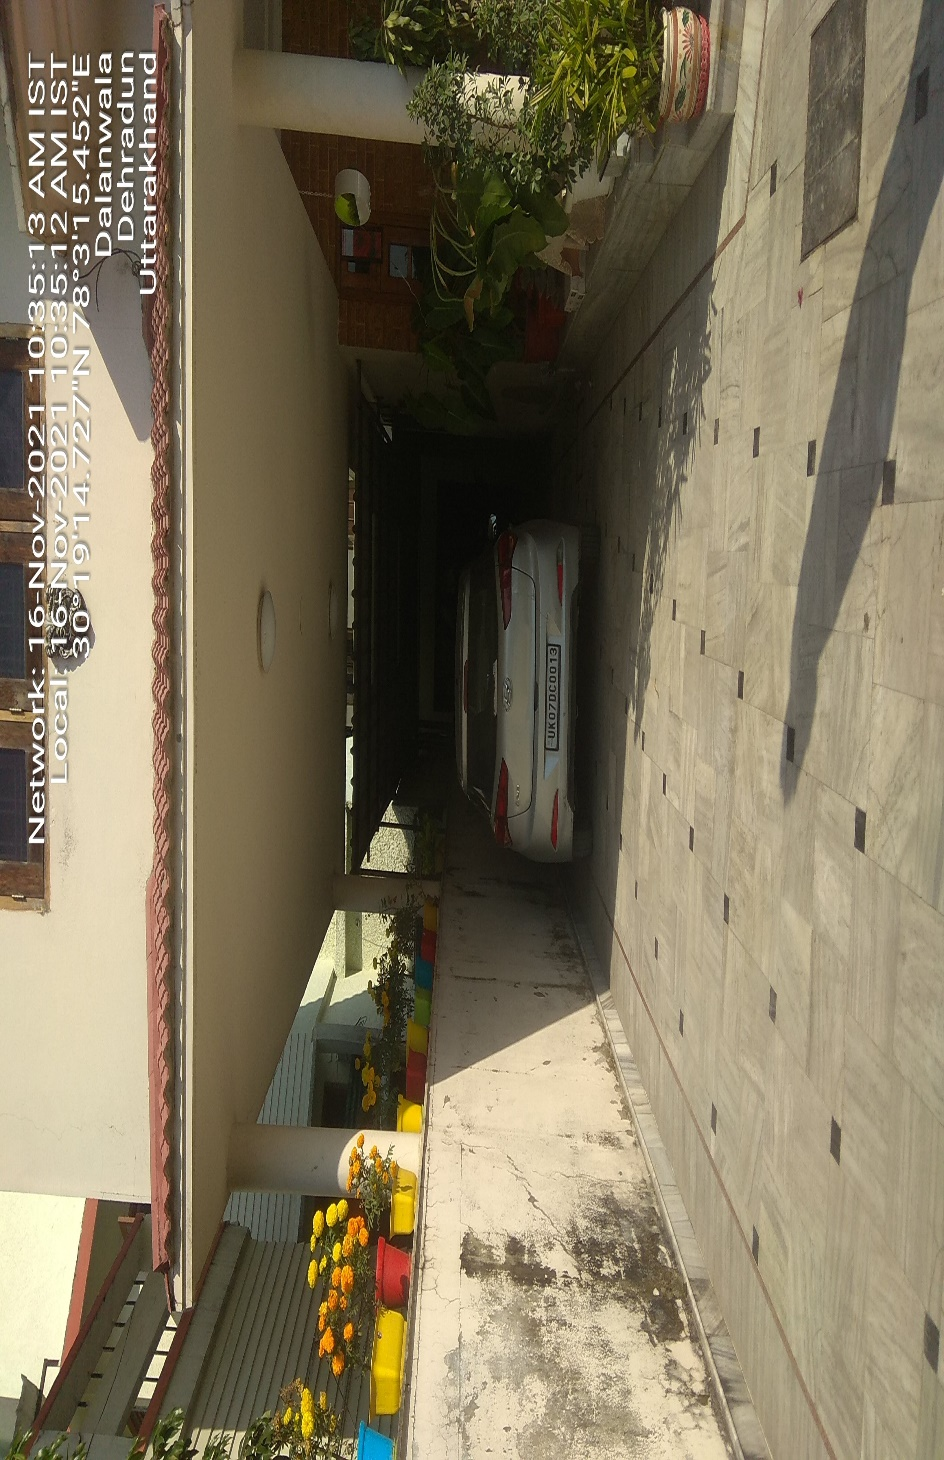 Network: 16-Nov-2021 10:35:13 AM IST
Local: 16-Nov-2021 10:35:12 AM IST
30°19'14.727"N 78°3'15.452"E
Dalanwala
Dehradun
Uttarakhand
UK07DC0013